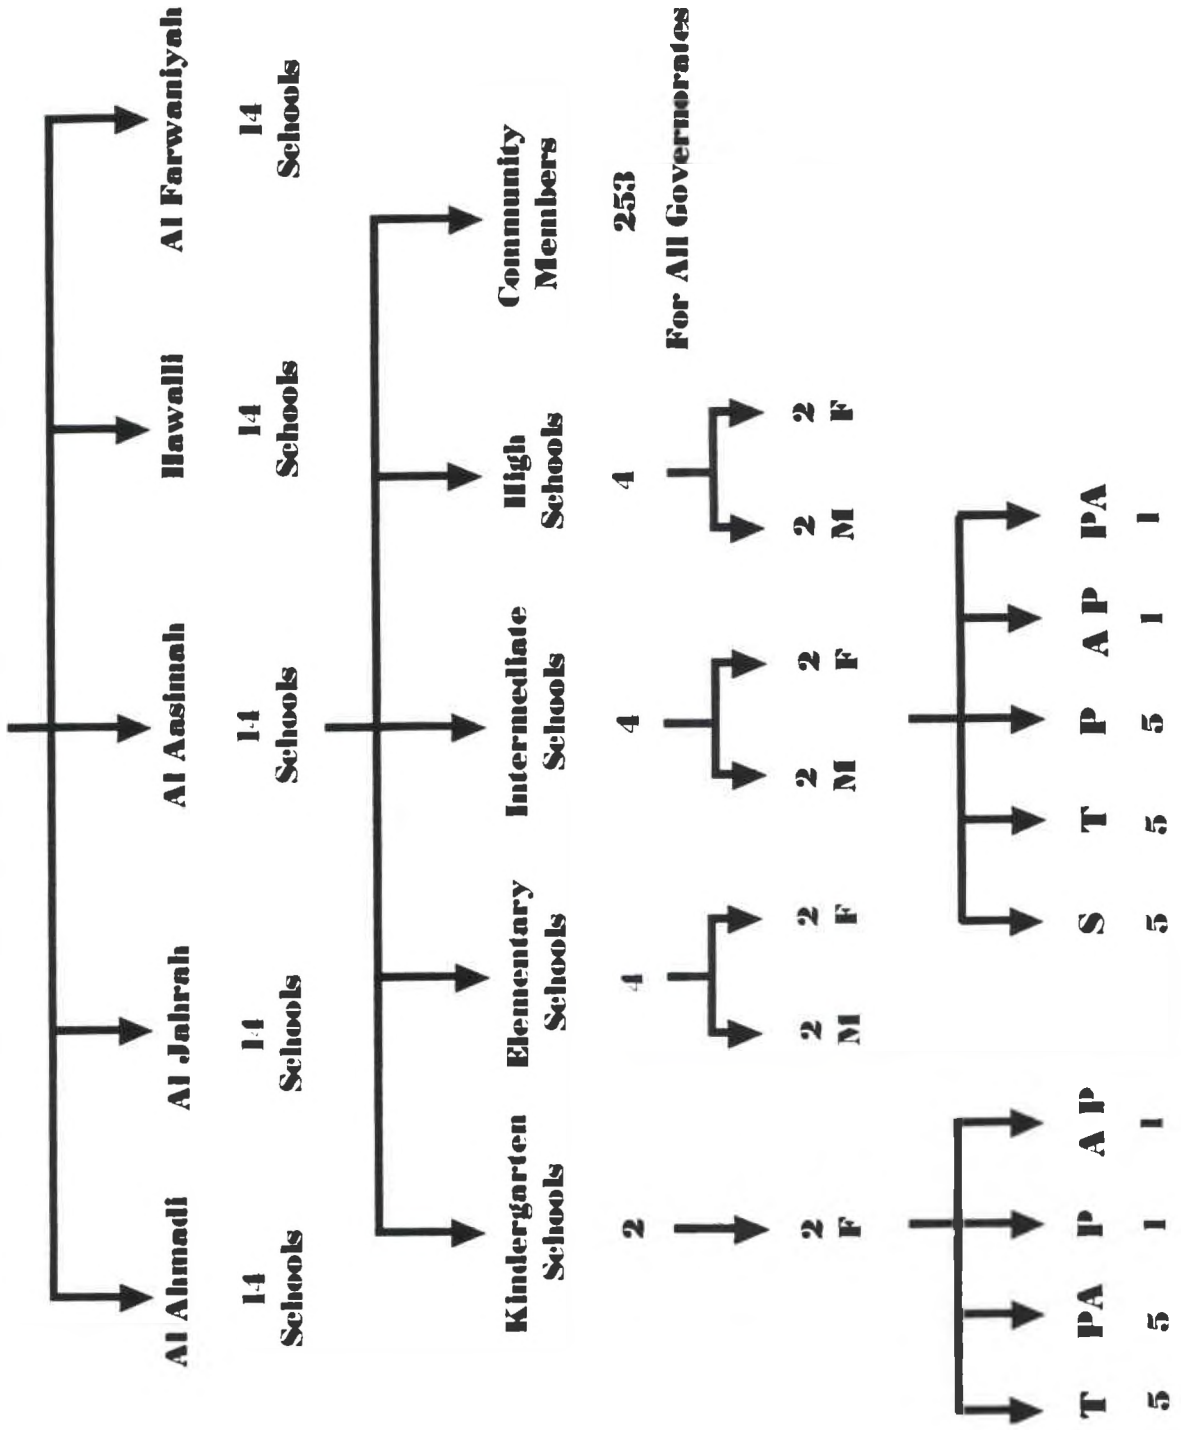 Al Ahmadi Al Jahrah Al Aasimah Hawalli Al Farwaniyah
14 14 14 14 14
Schools Schools Schools Schools Schools
Kindergarten Elementary Intermediate High Community
Schools Schools Schools Schools Members
2 4 4 4 253
For All Governorates
2 2 2 2 2 2 2
F M F M F M F
T PA P A P S T P A P PA
5 5 1 1 5 5 5 1 1